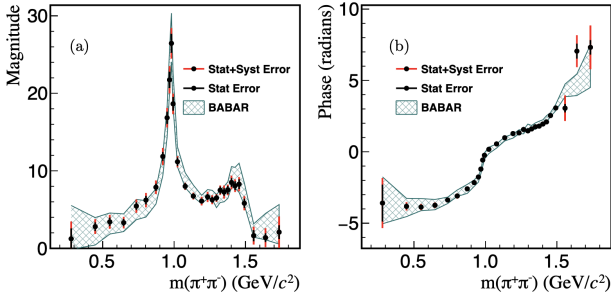 Magnitude
30
20
10
0
(a)
Stat+Syst Error
Stat Error
BABAR
0.5 1.0 1.5
m(π⁺π⁻) (GeV/c²)
Phase (radians)
10
5
0
−5
(b)
Stat+Syst Error
Stat Error
BABAR
0.5 1.0 1.5
m(π⁺π⁻) (GeV/c²)